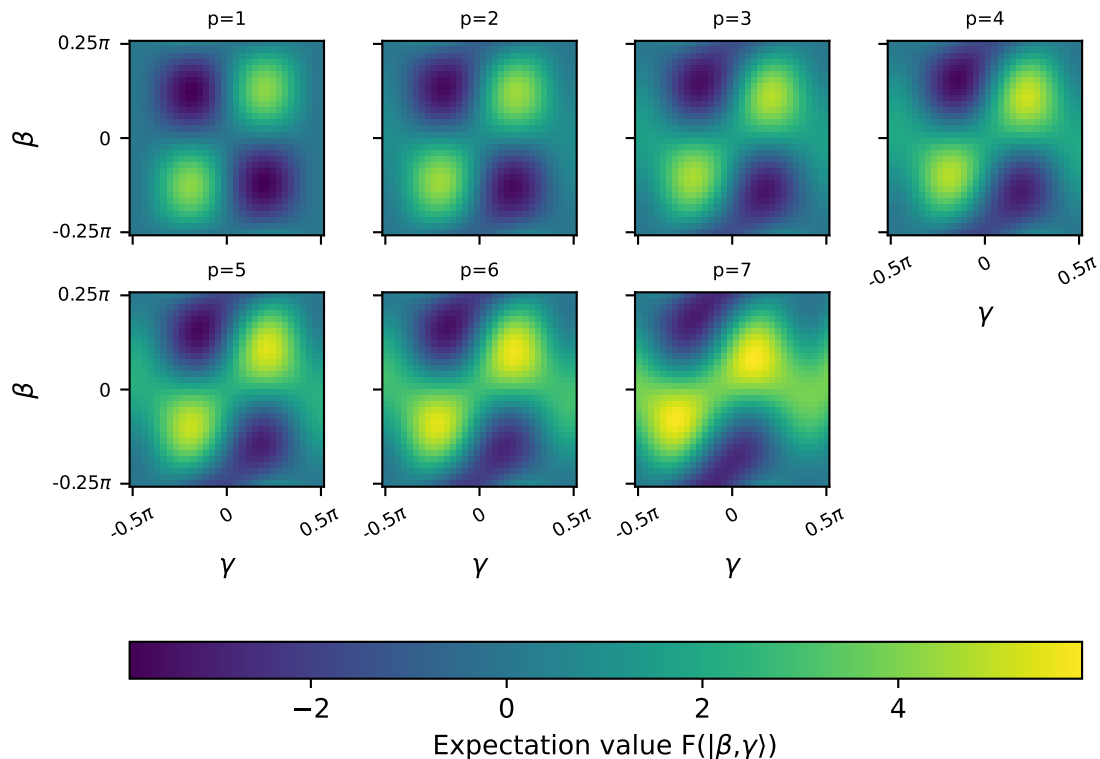 p=1 p=2 p=3 p=4
0.25π
β
0
-0.25π
-0.5π 0 0.5π
γ
p=5 p=6 p=7
0.25π
β
0
-0.25π
-0.5π 0 0.5π -0.5π 0 0.5π -0.5π 0 0.5π
γ γ γ
−2 0 2 4
Expectation value F(|β,γ⟩)